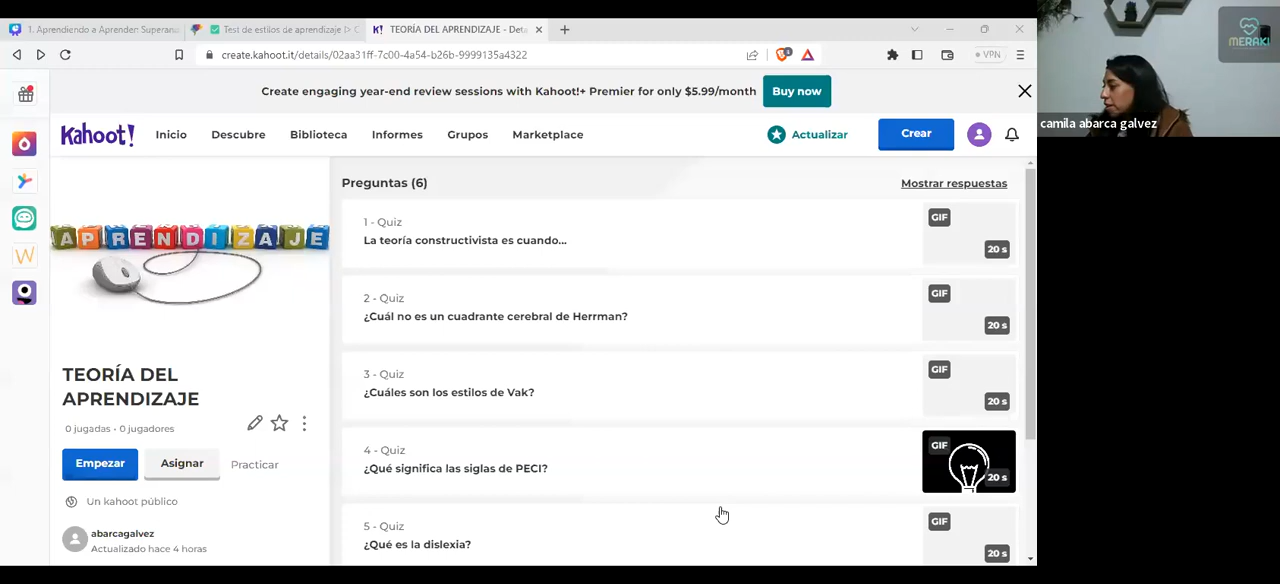 1. Aprendiendo a Aprender: Superand
Test de estilos de aprendizaje ▷ C
TEORÍA DEL APRENDIZAJE - Deta
create.kahoot.it/details/02aa31ff-7c00-4a54-b26b-9999135a4322
VPN
MERAKI
Create engaging year-end review sessions with Kahoot!+ Premier for only $5.99/month
Buy now
camila abarca galvez
Kahoot!
Inicio
Descubre
Biblioteca
Informes
Grupos
Marketplace
Actualizar
Crear
APRENDIZAJE
TEORÍA DEL
APRENDIZAJE
0 jugadas • 0 jugadores
Empezar
Asignar
Practicar
Un kahoot público
abarcagalvez
Actualizado hace 4 horas
Preguntas (6)
Mostrar respuestas
1 - Quiz
La teoría constructivista es cuando...
GIF
20 s
2 - Quiz
¿Cuál no es un cuadrante cerebral de Herrman?
GIF
20 s
3 - Quiz
¿Cuáles son los estilos de Vak?
GIF
20 s
4 - Quiz
¿Qué significa las siglas de PECI?
GIF
20 s
5 - Quiz
¿Qué es la dislexia?
GIF
20 s